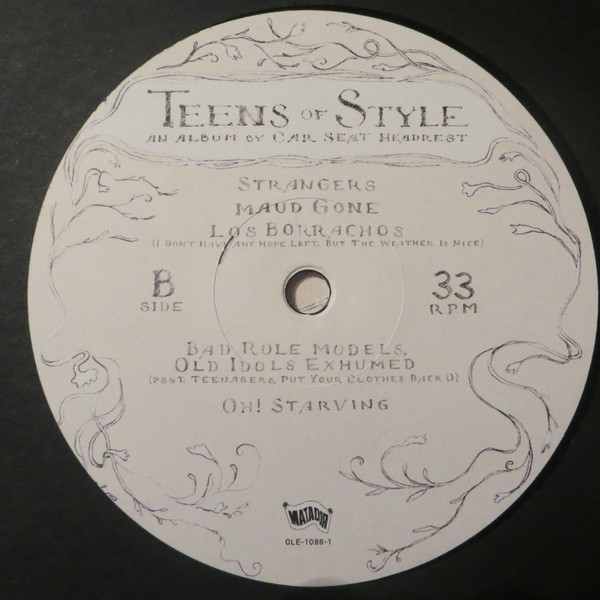 TEENS OF STYLE
AN ALBUM BY CAR SEAT HEADREST
STRANGERS
MAUD GONE
LOS BORRACHOS
(I DON'T HAVE ANY HOPE LEFT, BUT THE WEATHER IS NICE)
B
SIDE
33
RPM
BAD ROLE MODELS,
OLD IDOLS EXHUMED
(PSST, TEENAGERS, PUT YOUR CLOTHES BACK O)
OH! STARVING
MATADOR
OLE-1088-1